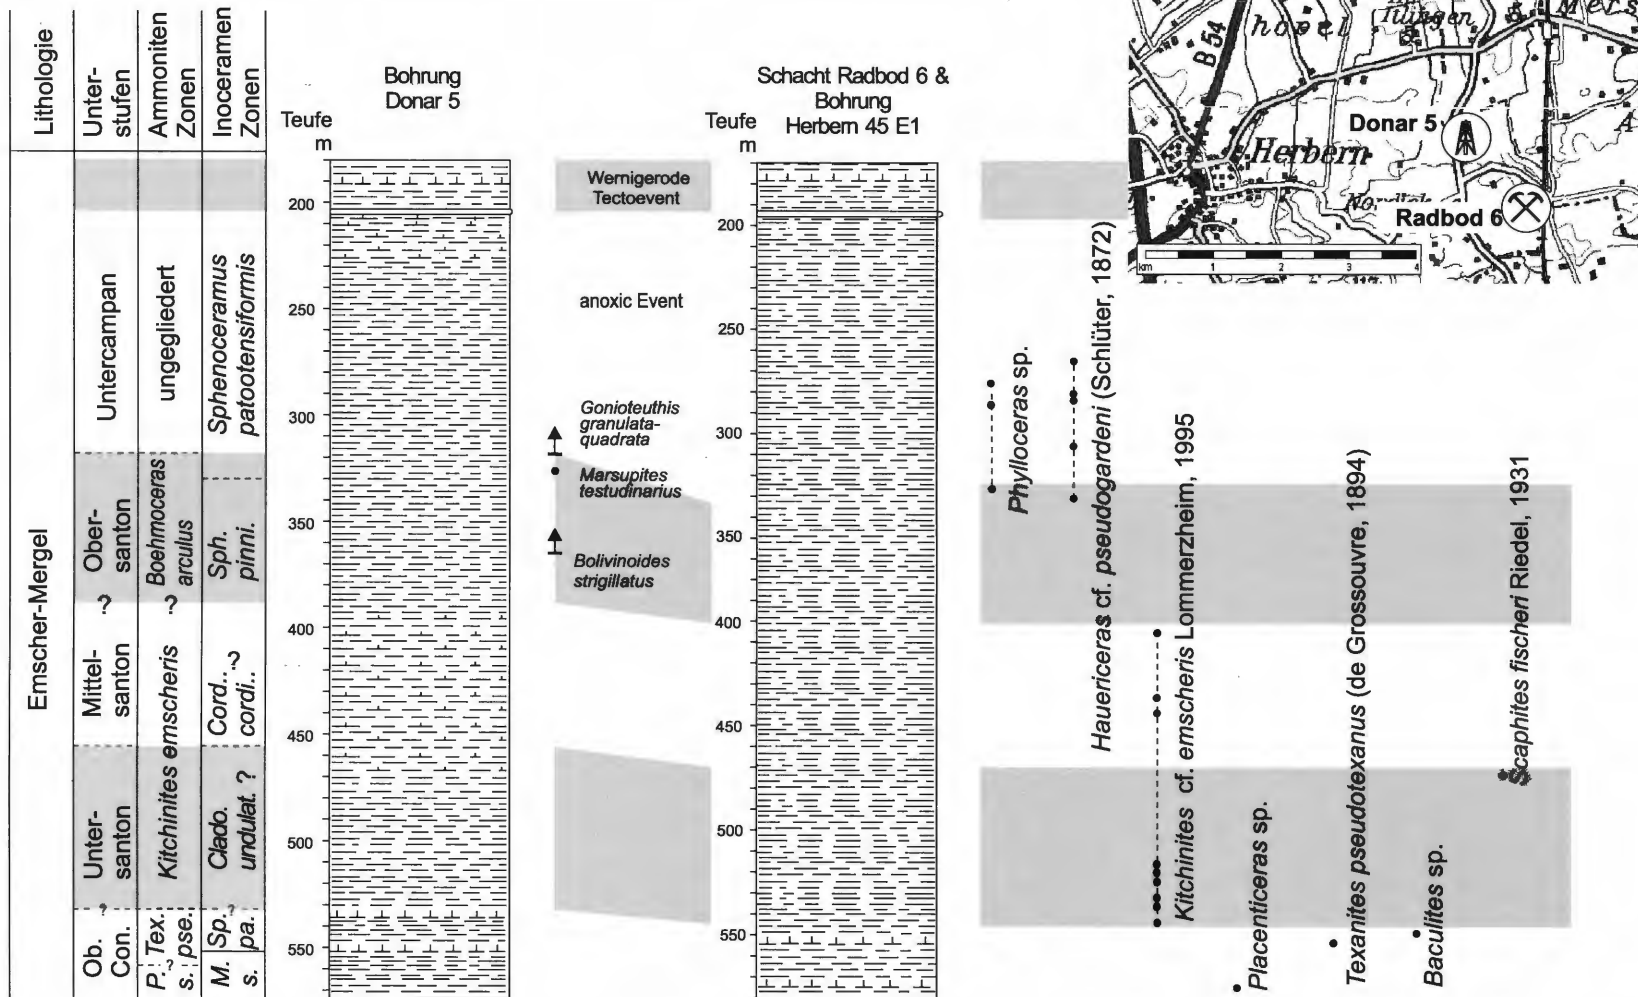 Lithologie
Unter-
stufen
Ammoniten
Zonen
Inoceramen
Zonen
Emscher-Mergel
Untercampan
Ober-
santon
?
Mittel-
santon
Unter-
santon
?
Ob.
Con.
ungegliedert
Boehmoceras
arculus
?
Kitchinites emscheris
Tex.
pse.
?
P.
s.
Sphenoceramus
patootensiformis
Sph.
pinni.
Cord..?
cordi..
Clado.
undulat. ?
?
Sp.
pa.
M.
s.
Bohrung
Donar 5
Teufe
m
200
250
300
350
400
450
500
550
Wernigerode
Tectoevent
anoxic Event
Gonioteuthis
granulata-
quadrata
Marsupites
testudinarius
Bolivinoides
strigillatus
Schacht Radbod 6 &
Bohrung
Herbern 45 E1
Teufe
m
200
250
300
350
400
450
500
550
Phylloceras sp.
Hauericeras cf. pseudogardeni (Schlüter, 1872)
Kitchinites cf. emscheris Lommerzheim, 1995
Placenticeras sp.
Texanites pseudotexanus (de Grossouvre, 1894)
Baculites sp.
Scaphites fischeri Riedel, 1931
B 54
hövel
Mers
Donar 5
A
Herbern
Radbod 6
km
1
2
3
4